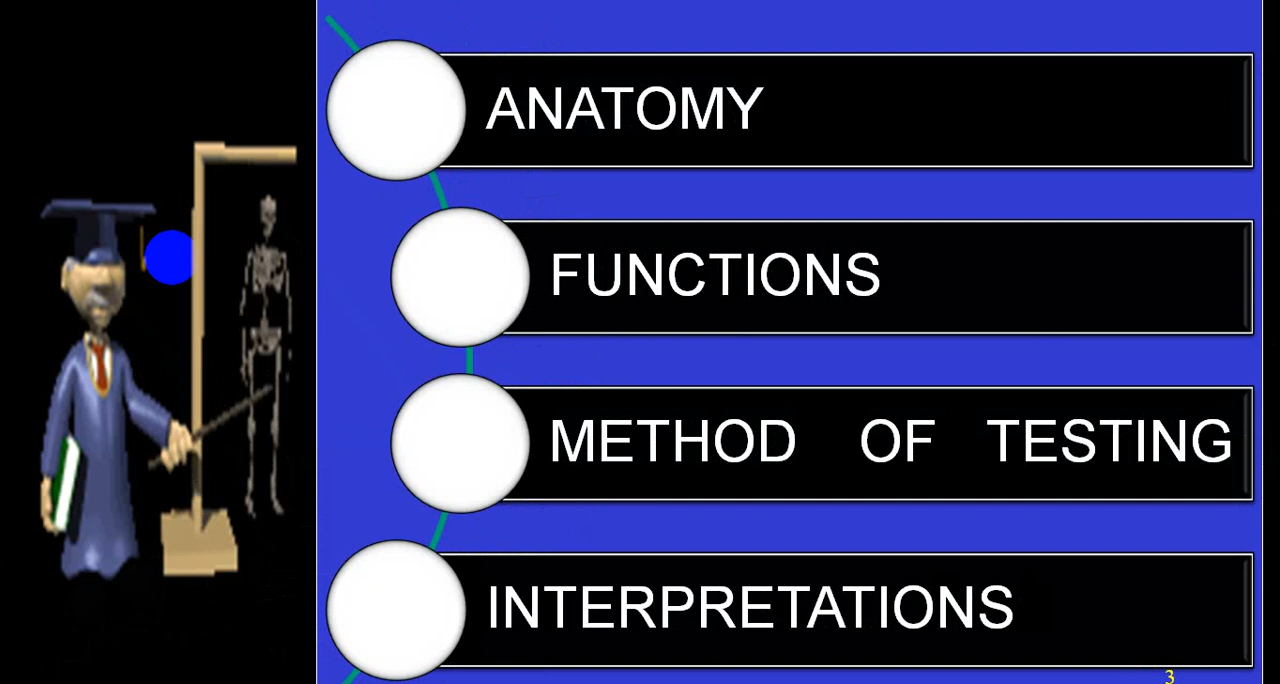 ANATOMY
FUNCTIONS
METHOD OF TESTING
INTERPRETATIONS
3